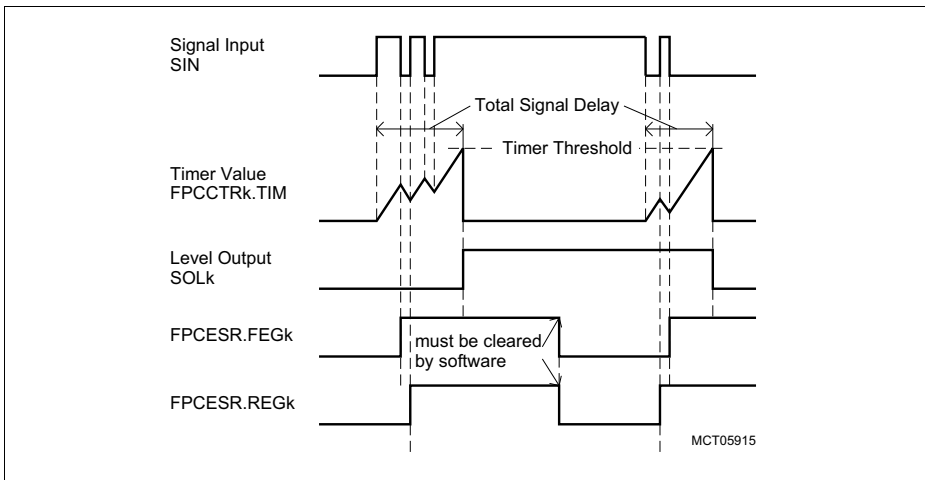 Signal Input
SIN
Total Signal Delay
Timer Threshold
Timer Value
FPCCTRk.TIM
Level Output
SOLk
FPCESR.FEGk
must be cleared
by software
FPCESR.REGk
MCT05915